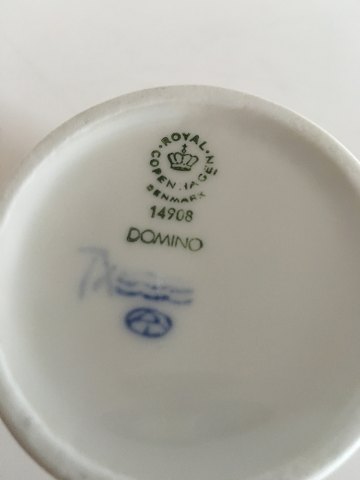 ROYAL
COPENHAGEN
DENMARK
14908
DOMINO